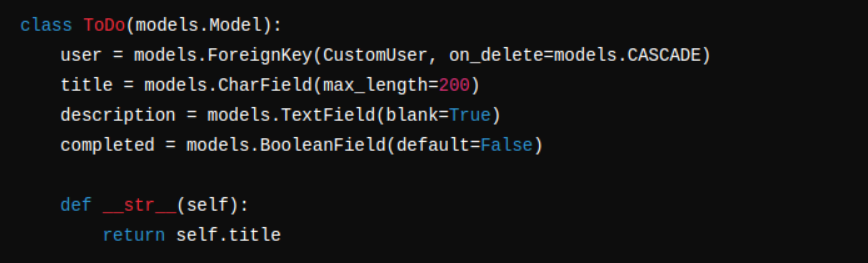 class ToDo(models.Model):
    user = models.ForeignKey(CustomUser, on_delete=models.CASCADE)
    title = models.CharField(max_length=200)
    description = models.TextField(blank=True)
    completed = models.BooleanField(default=False)

    def __str__(self):
        return self.title